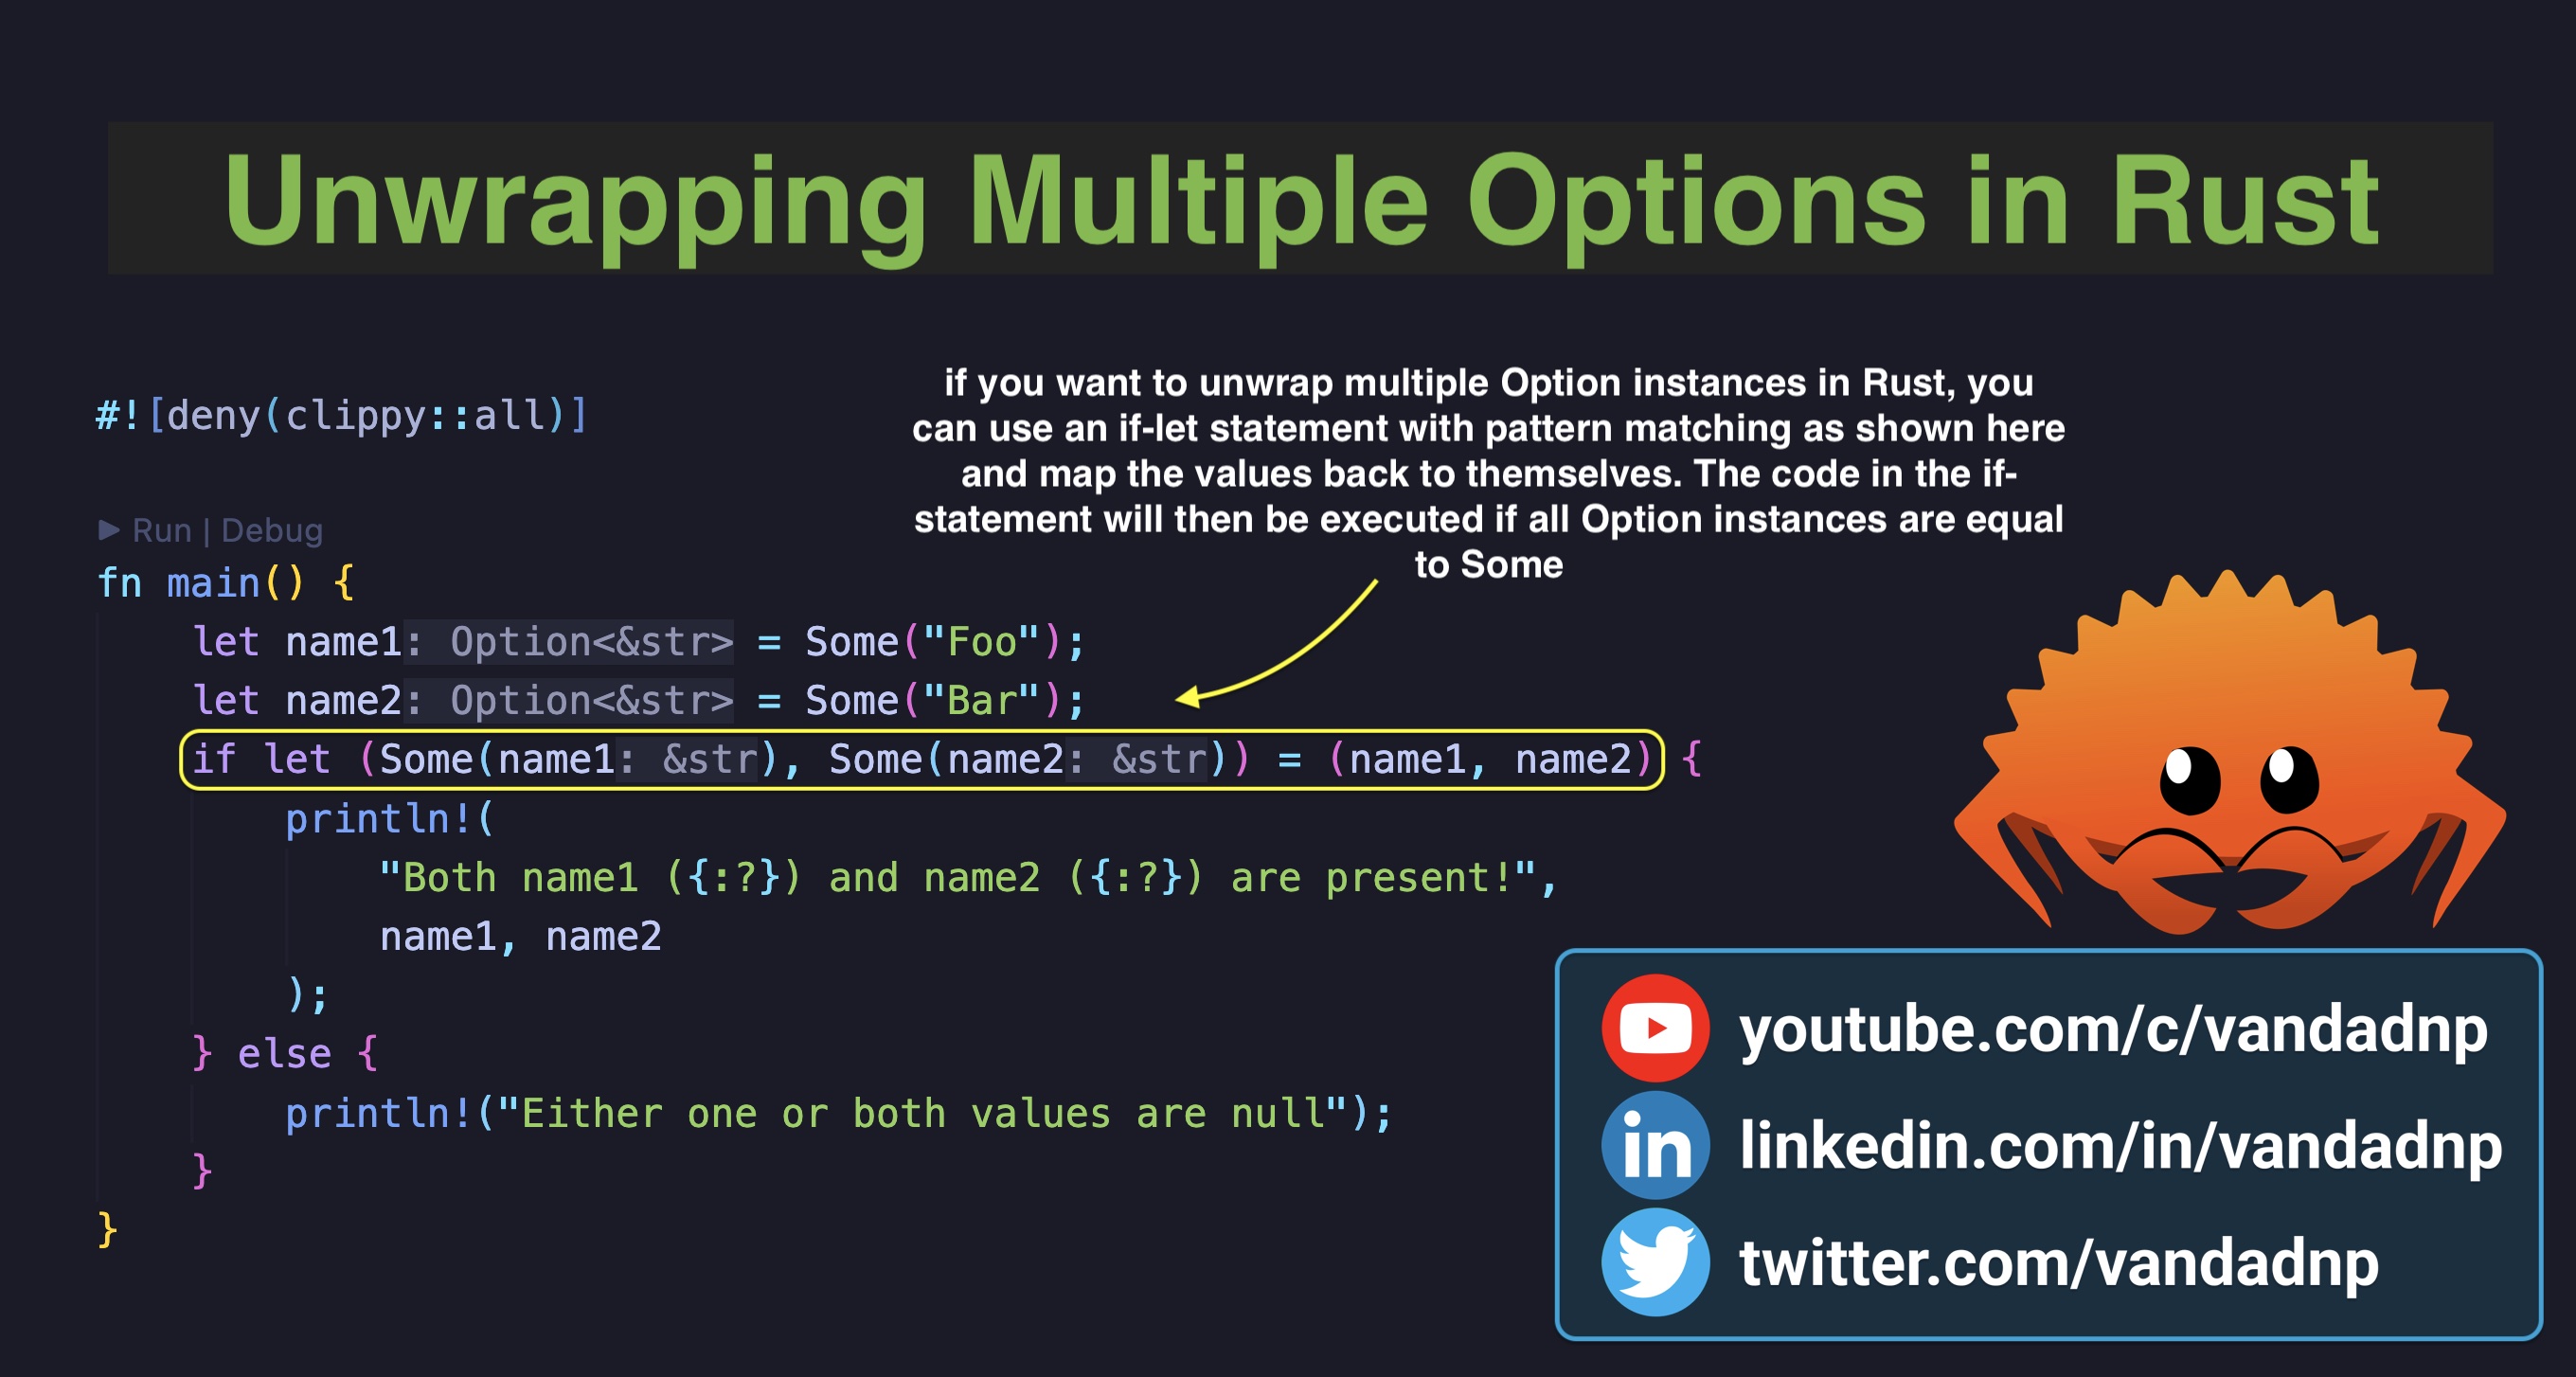 Unwrapping Multiple Options in Rust
if you want to unwrap multiple Option instances in Rust, you
can use an if-let statement with pattern matching as shown here
and map the values back to themselves. The code in the if-
statement will then be executed if all Option instances are equal
to Some
#![deny(clippy::all)]
▶ Run | Debug
fn main() {
    let name1: Option<&str> = Some("Foo");
    let name2: Option<&str> = Some("Bar");
    if let (Some(name1: &str), Some(name2: &str)) = (name1, name2) {
        println!(
            "Both name1 ({:?}) and name2 ({:?}) are present!",
            name1, name2
        );
    } else {
        println!("Either one or both values are null");
    }
}
youtube.com/c/vandadnp
in linkedin.com/in/vandadnp
twitter.com/vandadnp